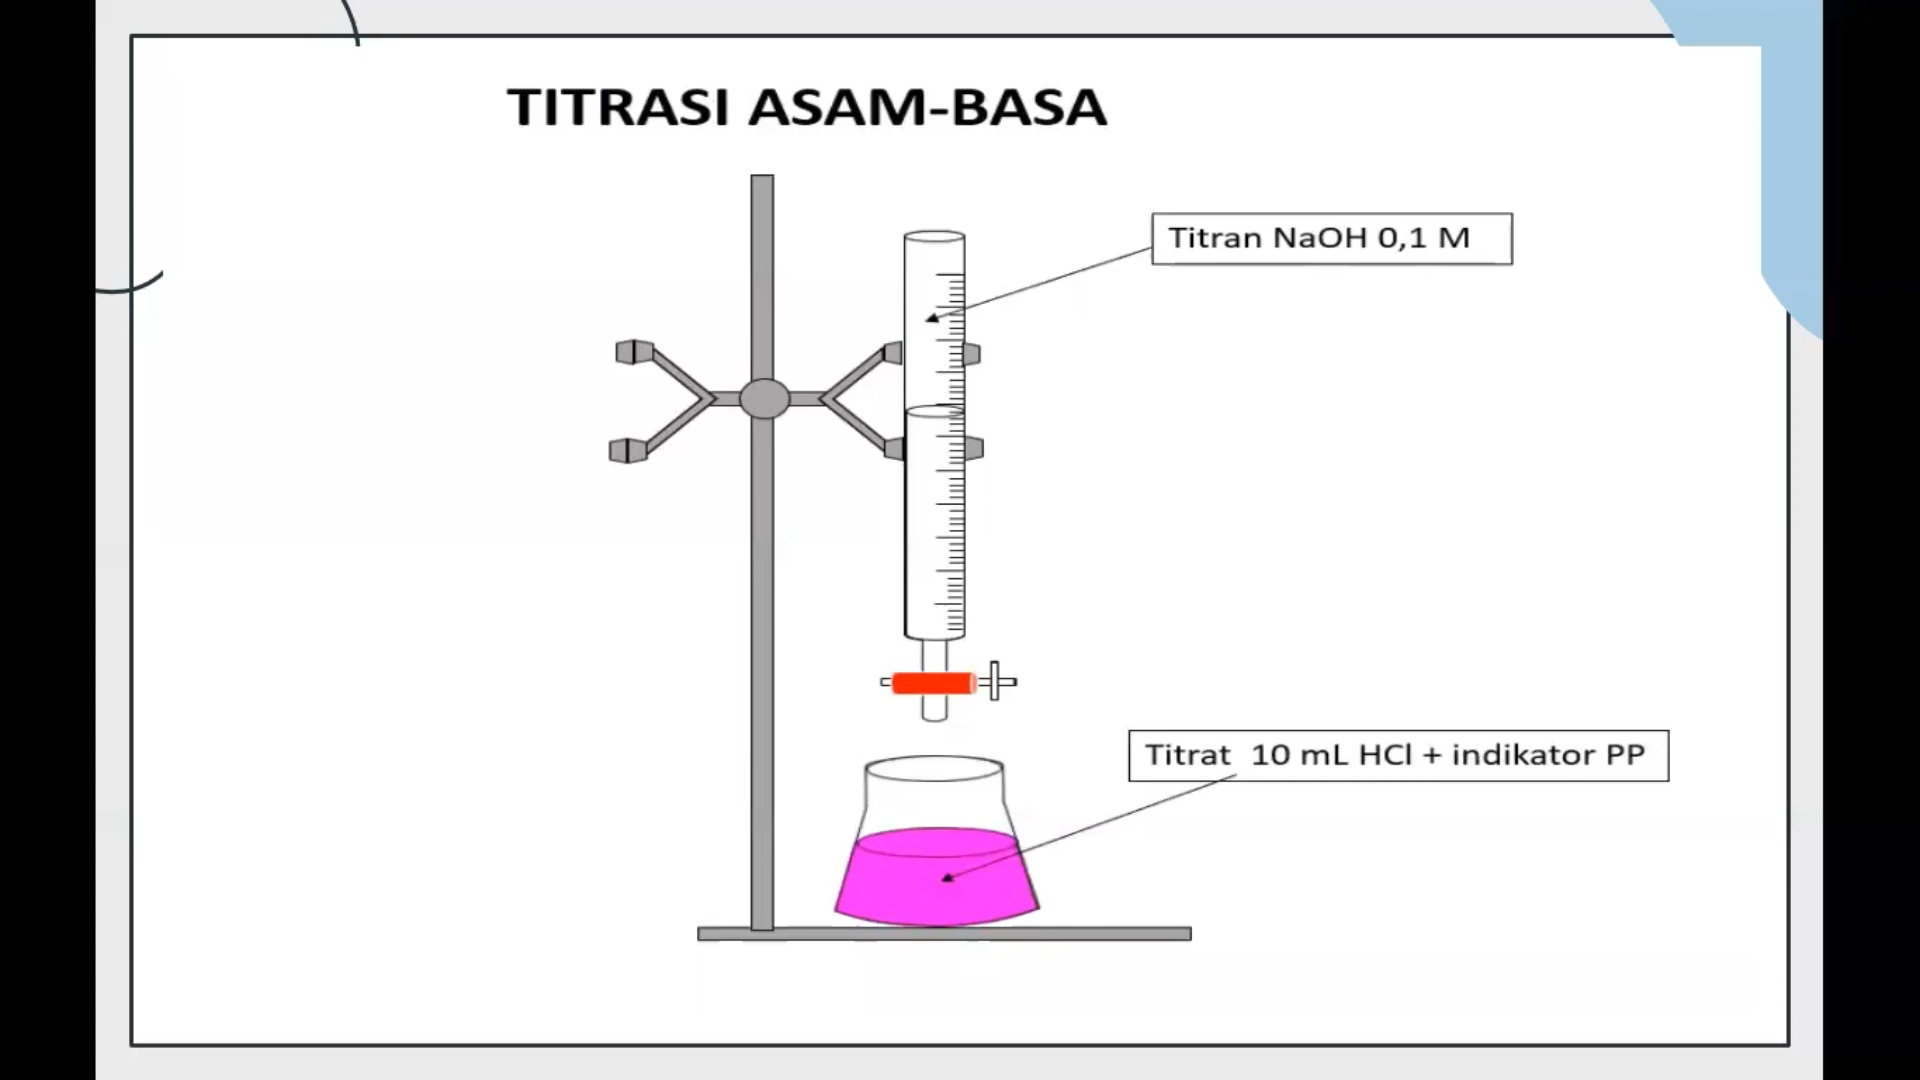 TITRASI ASAM-BASA
Titran NaOH 0,1 M
Titrat 10 mL HCl + indikator PP